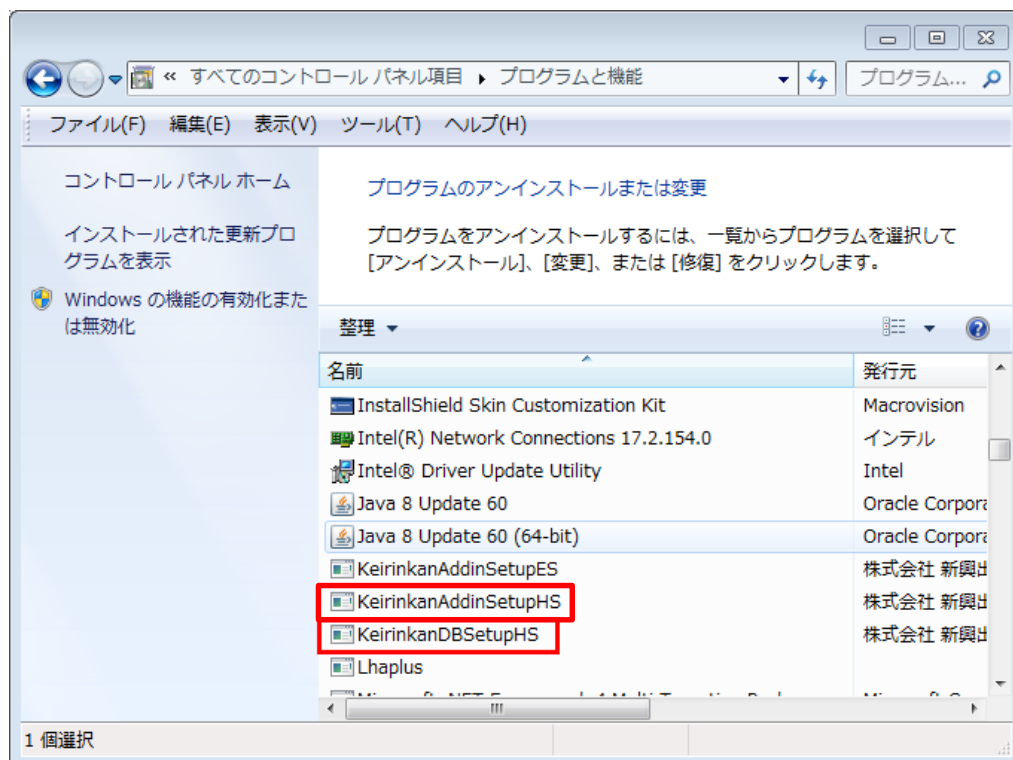 « すべてのコントロール パネル項目 ▸ プログラムと機能
プログラム...
ファイル(F) 編集(E) 表示(V) ツール(T) ヘルプ(H)
コントロール パネル ホーム
インストールされた更新プロ
グラムを表示
Windows の機能の有効化また
は無効化
プログラムのアンインストールまたは変更
プログラムをアンインストールするには、一覧からプログラムを選択して
[アンインストール]、[変更]、または [修復] をクリックします。
整理
名前 発行元
InstallShield Skin Customization Kit Macrovision
Intel(R) Network Connections 17.2.154.0 インテル
Intel® Driver Update Utility Intel
Java 8 Update 60 Oracle Corpora
Java 8 Update 60 (64-bit) Oracle Corpora
KeirinkanAddinSetupES 株式会社 新興出
KeirinkanAddinSetupHS 株式会社 新興出
KeirinkanDBSetupHS 株式会社 新興出
Lhaplus
1 個選択